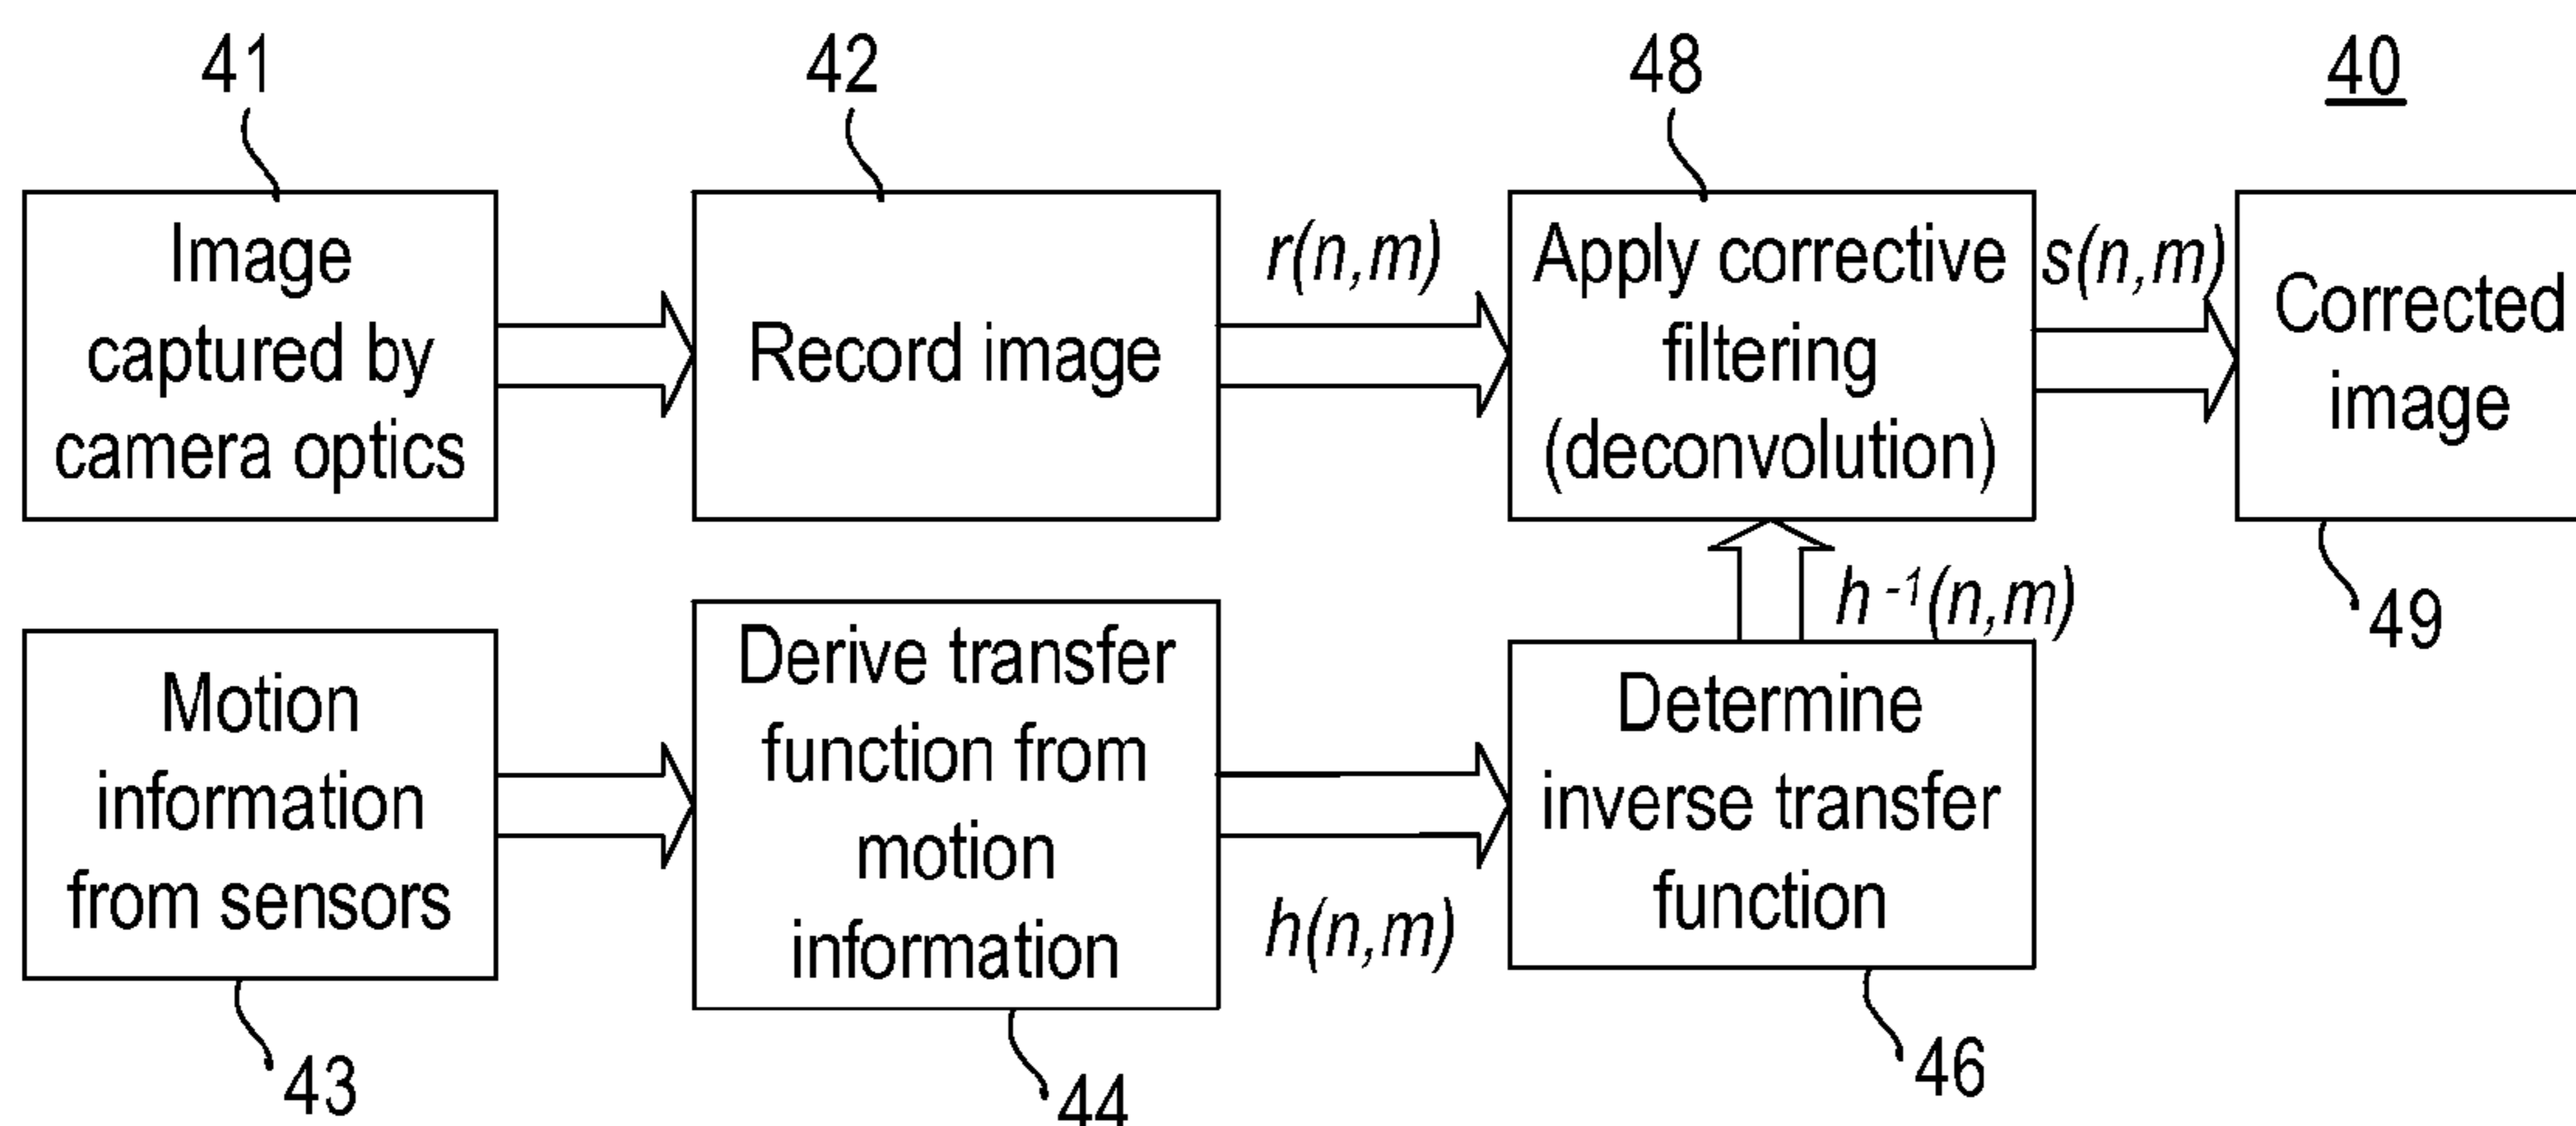 41
42
48
40
Image
captured by
camera optics
Record image
r(n,m)
Apply corrective
filtering
(deconvolution)
s(n,m)
Corrected
image
49
Motion
information
from sensors
43
Derive transfer
function from
motion
information
44
h(n,m)
h -1(n,m)
Determine
inverse transfer
function
46